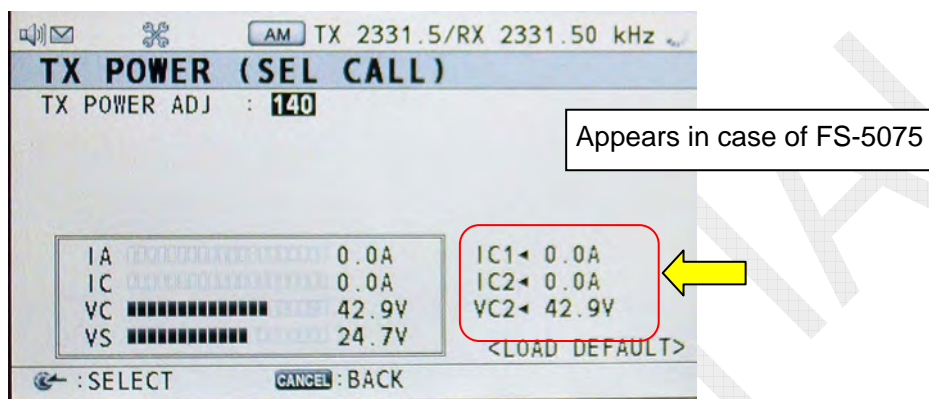 AM TX 2331.5/RX 2331.50 kHz
TX POWER (SEL CALL)
TX POWER ADJ : 140
Appears in case of FS-5075
IA 0.0A
IC 0.0A
VC 42.9V
VS 24.7V
IC1◄ 0.0A
IC2◄ 0.0A
VC2◄ 42.9V
<LOAD DEFAULT>
:SELECT CANCEL:BACK